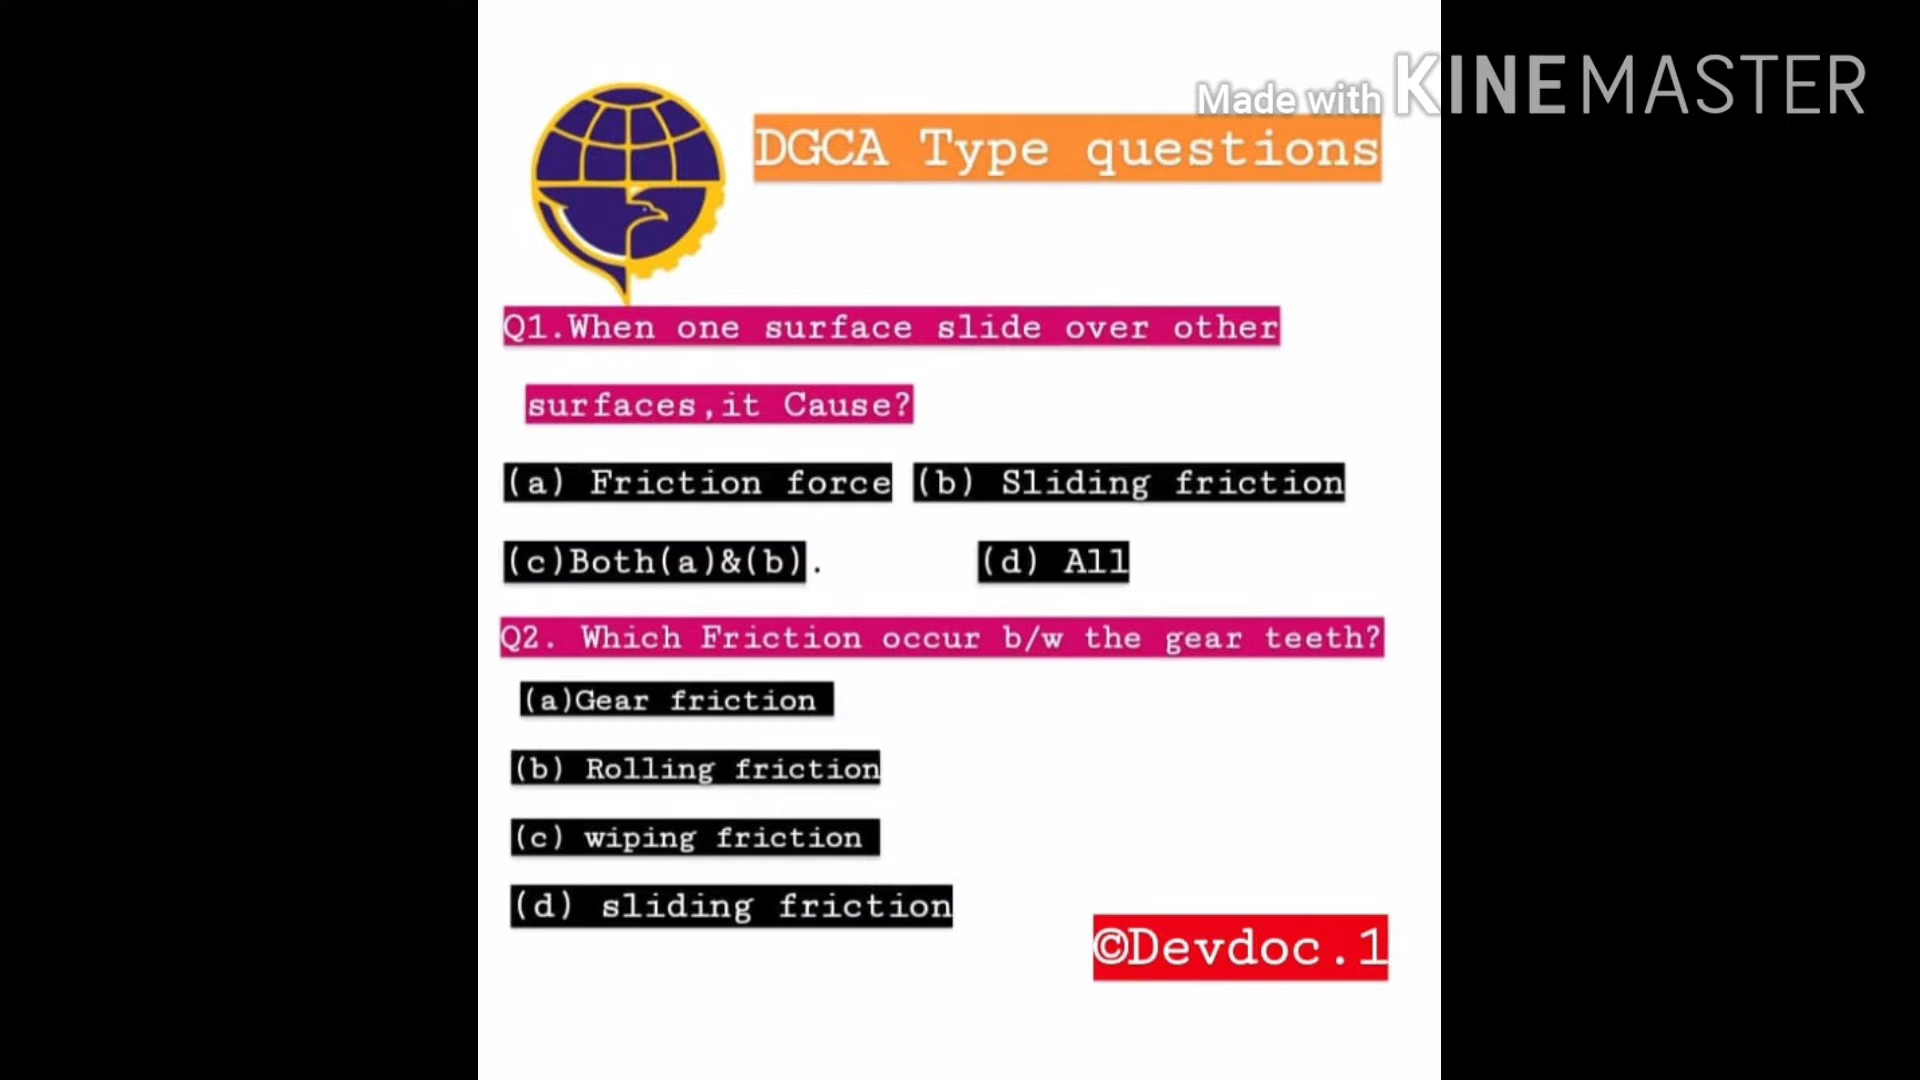 Made with KINEMASTER
DGCA Type questions
Q1.When one surface slide over other
surfaces,it Cause?
(a) Friction force (b) Sliding friction
(c)Both(a)&(b). (d) All
Q2. Which Friction occur b/w the gear teeth?
(a)Gear friction
(b) Rolling friction
(c) wiping friction
(d) sliding friction
©Devdoc.1